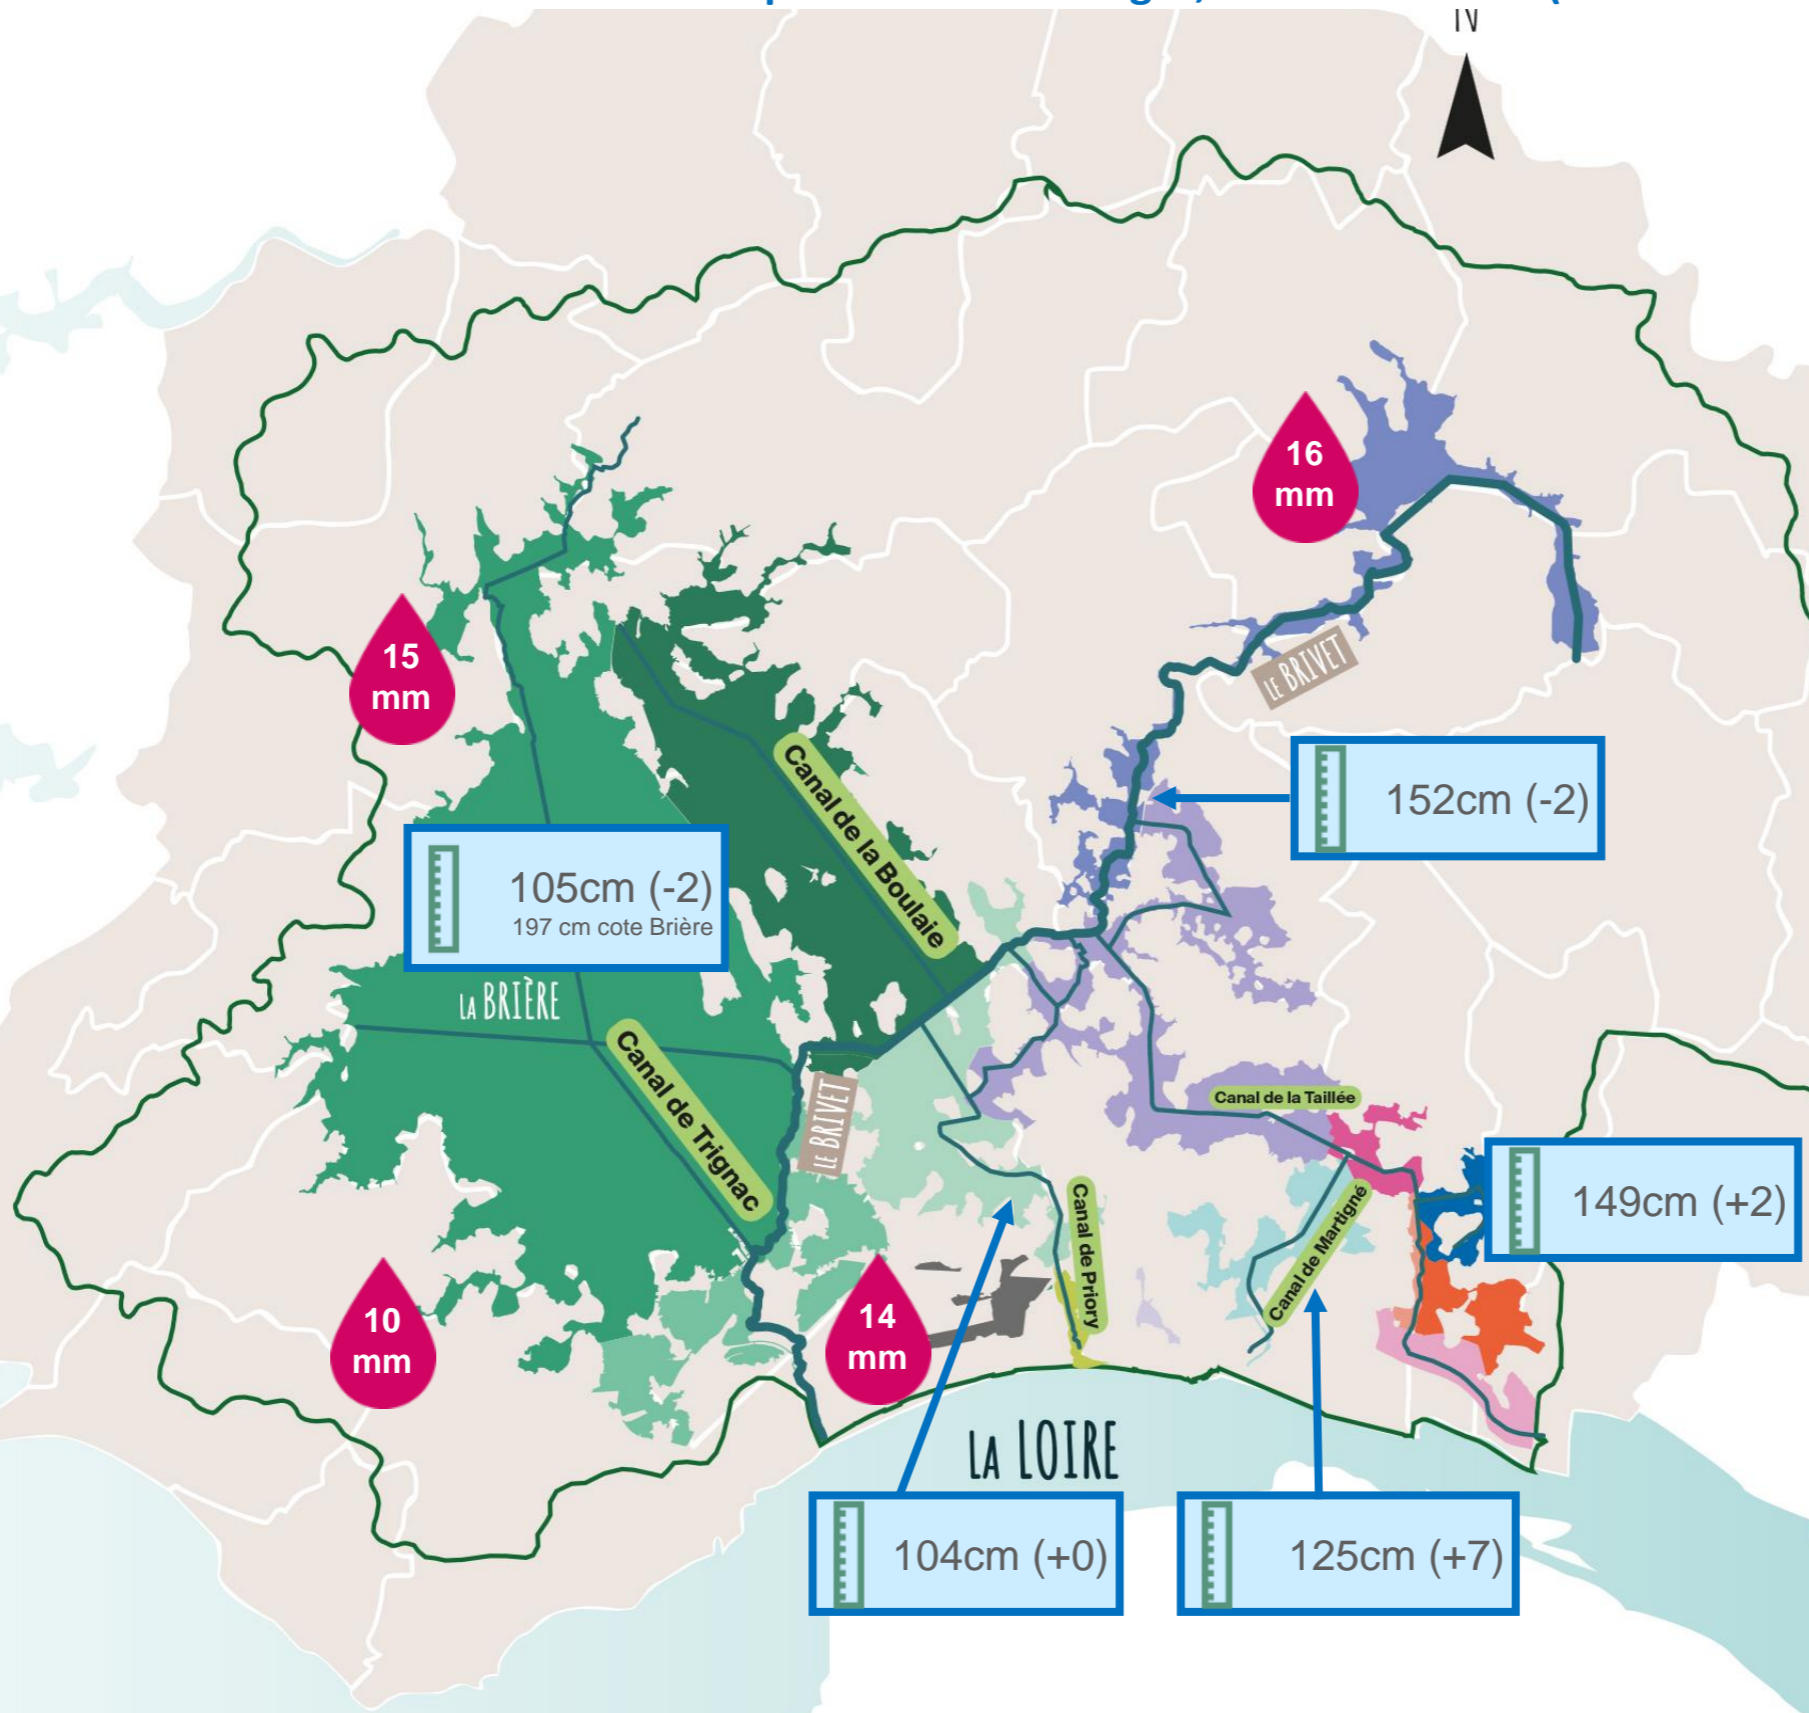 N
16
mm
15
mm
LE BRIVET
Canal de la Boulaie
152cm (-2)
105cm (-2)
197 cm cote Brière
LA BRIÈRE
Canal de Trignac
LE BRIVET
Canal de la Taillée
149cm (+2)
Canal de Priory
Canal de Martigné
10
mm
14
mm
LA LOIRE
104cm (+0)
125cm (+7)